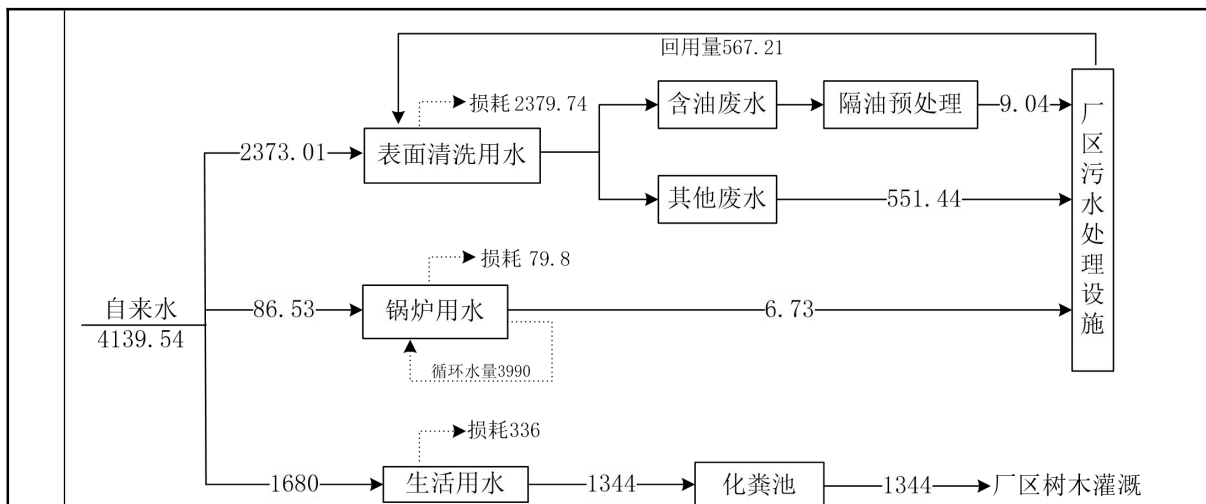 回用量567.21
损耗 2379.74
含油废水
隔油预处理
9.04
2373.01
表面清洗用水
其他废水
551.44
厂区污水处理设施
损耗 79.8
自来水
4139.54
86.53
锅炉用水
6.73
循环水量3990
损耗336
1680
生活用水
1344
化粪池
1344
厂区树木灌溉